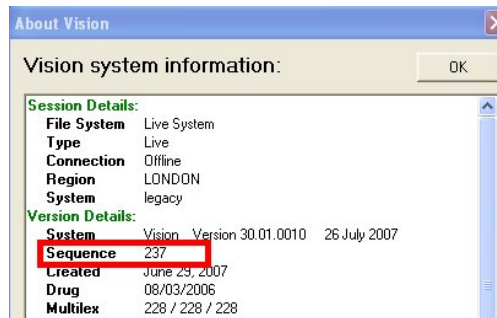 About Vision
Vision system information:
OK
Session Details:
File System Live System
Type Live
Connection Offline
Region LONDON
System legacy
Version Details:
System Vision Version 30.01.0010 26 July 2007
Sequence 237
Created June 29, 2007
Drug 08/03/2006
Multilex 228 / 228 / 228